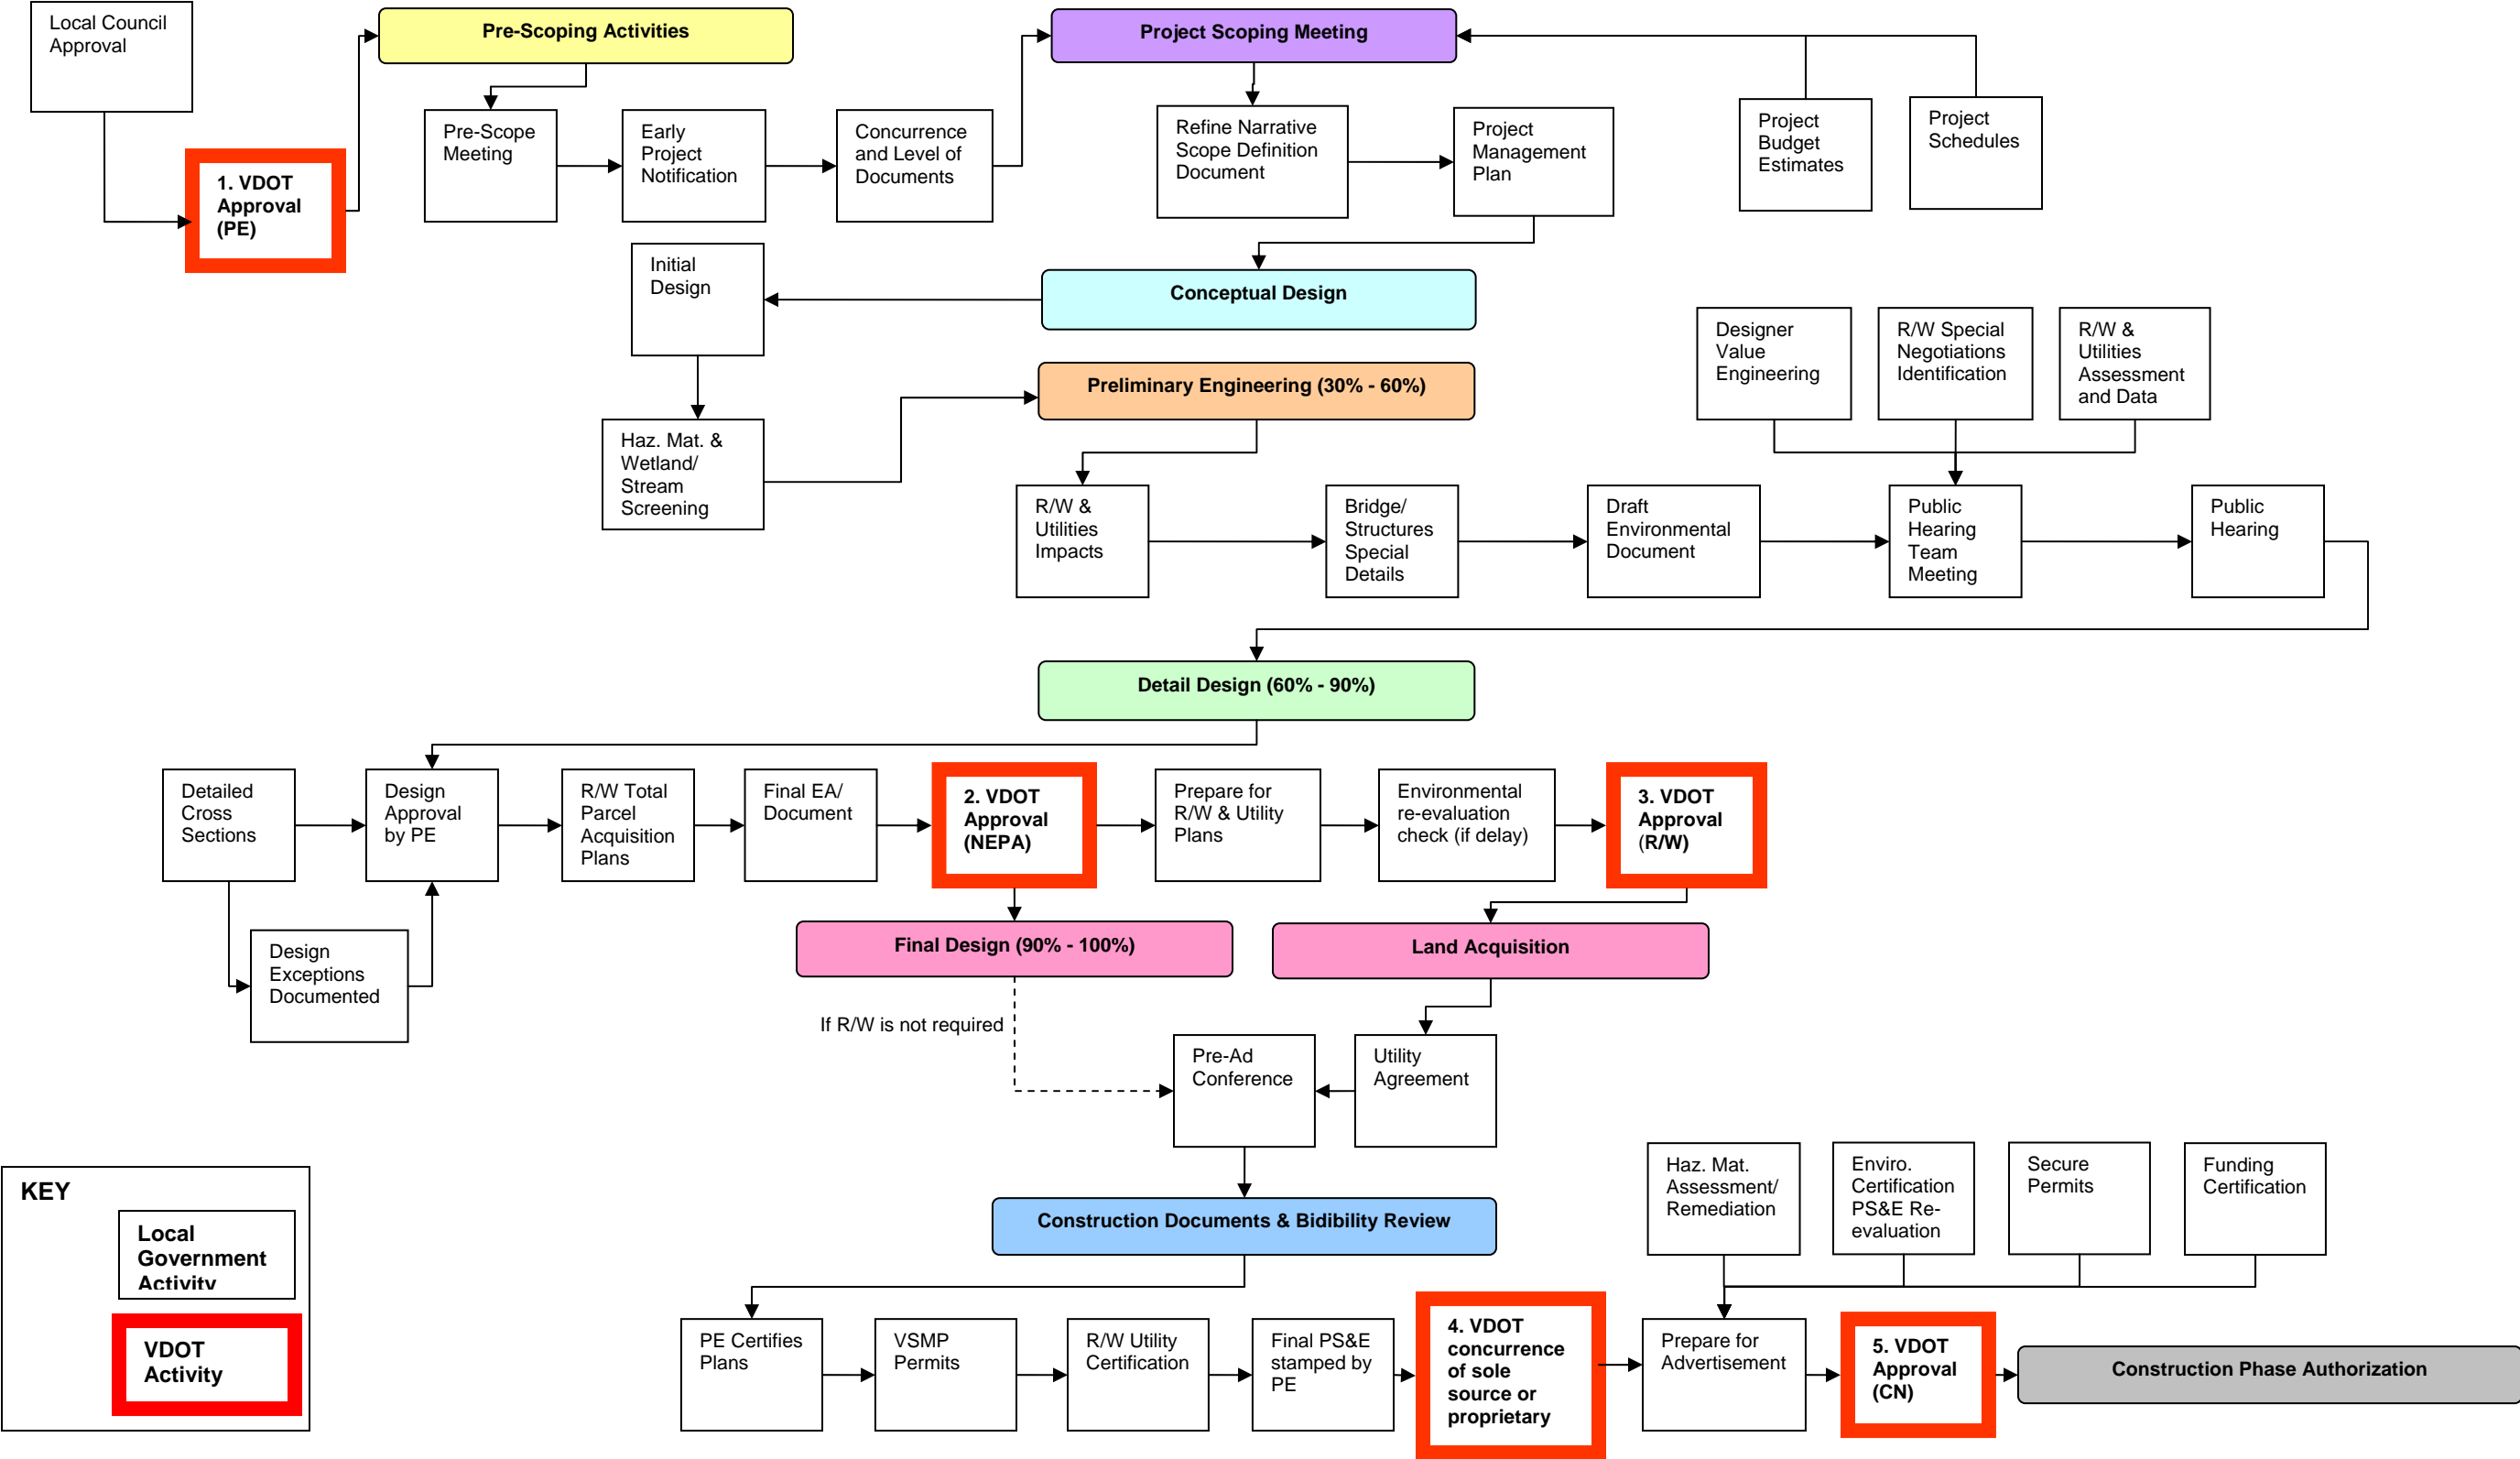 Local Council
Approval
Pre-Scoping Activities
Project Scoping Meeting
1. VDOT
Approval
(PE)
Pre-Scope
Meeting
Early
Project
Notification
Concurrence
and Level of
Documents
Refine Narrative
Scope Definition
Document
Project
Management
Plan
Project
Budget
Estimates
Project
Schedules
Initial
Design
Conceptual Design
Designer
Value
Engineering
R/W Special
Negotiations
Identification
R/W &
Utilities
Assessment
and Data
Preliminary Engineering (30% - 60%)
Haz. Mat. &
Wetland/
Stream
Screening
R/W &
Utilities
Impacts
Bridge/
Structures
Special
Details
Draft
Environmental
Document
Public
Hearing
Team
Meeting
Public
Hearing
Detail Design (60% - 90%)
Detailed
Cross
Sections
Design
Approval
by PE
R/W Total
Parcel
Acquisition
Plans
Final EA/
Document
2. VDOT
Approval
(NEPA)
Prepare for
R/W & Utility
Plans
Environmental
re-evaluation
check (if delay)
3. VDOT
Approval
(R/W)
Design
Exceptions
Documented
Final Design (90% - 100%)
Land Acquisition
If R/W is not required
Pre-Ad
Conference
Utility
Agreement
KEY
Local
Government
Activity
VDOT
Activity
Construction Documents & Bidibility Review
Haz. Mat.
Assessment/
Remediation
Enviro.
Certification
PS&E Re-
evaluation
Secure
Permits
Funding
Certification
PE Certifies
Plans
VSMP
Permits
R/W Utility
Certification
Final PS&E
stamped by
PE
4. VDOT
concurrence
of sole
source or
proprietary
Prepare for
Advertisement
5. VDOT
Approval
(CN)
Construction Phase Authorization